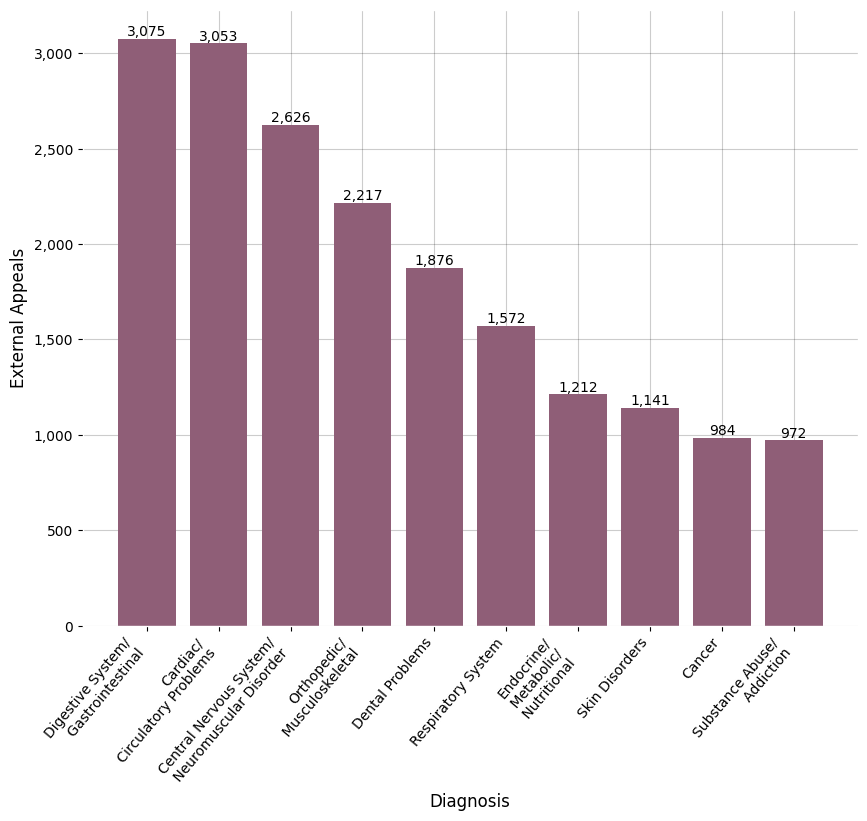 External Appeals
3,000
2,500
2,000
1,500
1,000
500
0
3,075
3,053
2,626
2,217
1,876
1,572
1,212
1,141
984
972
Digestive System/
Gastrointestinal
Cardiac/
Circulatory Problems
Central Nervous System/
Neuromuscular Disorder
Orthopedic/
Musculoskeletal
Dental Problems
Respiratory System
Endocrine/
Metabolic/
Nutritional
Skin Disorders
Cancer
Substance Abuse/
Addiction
Diagnosis